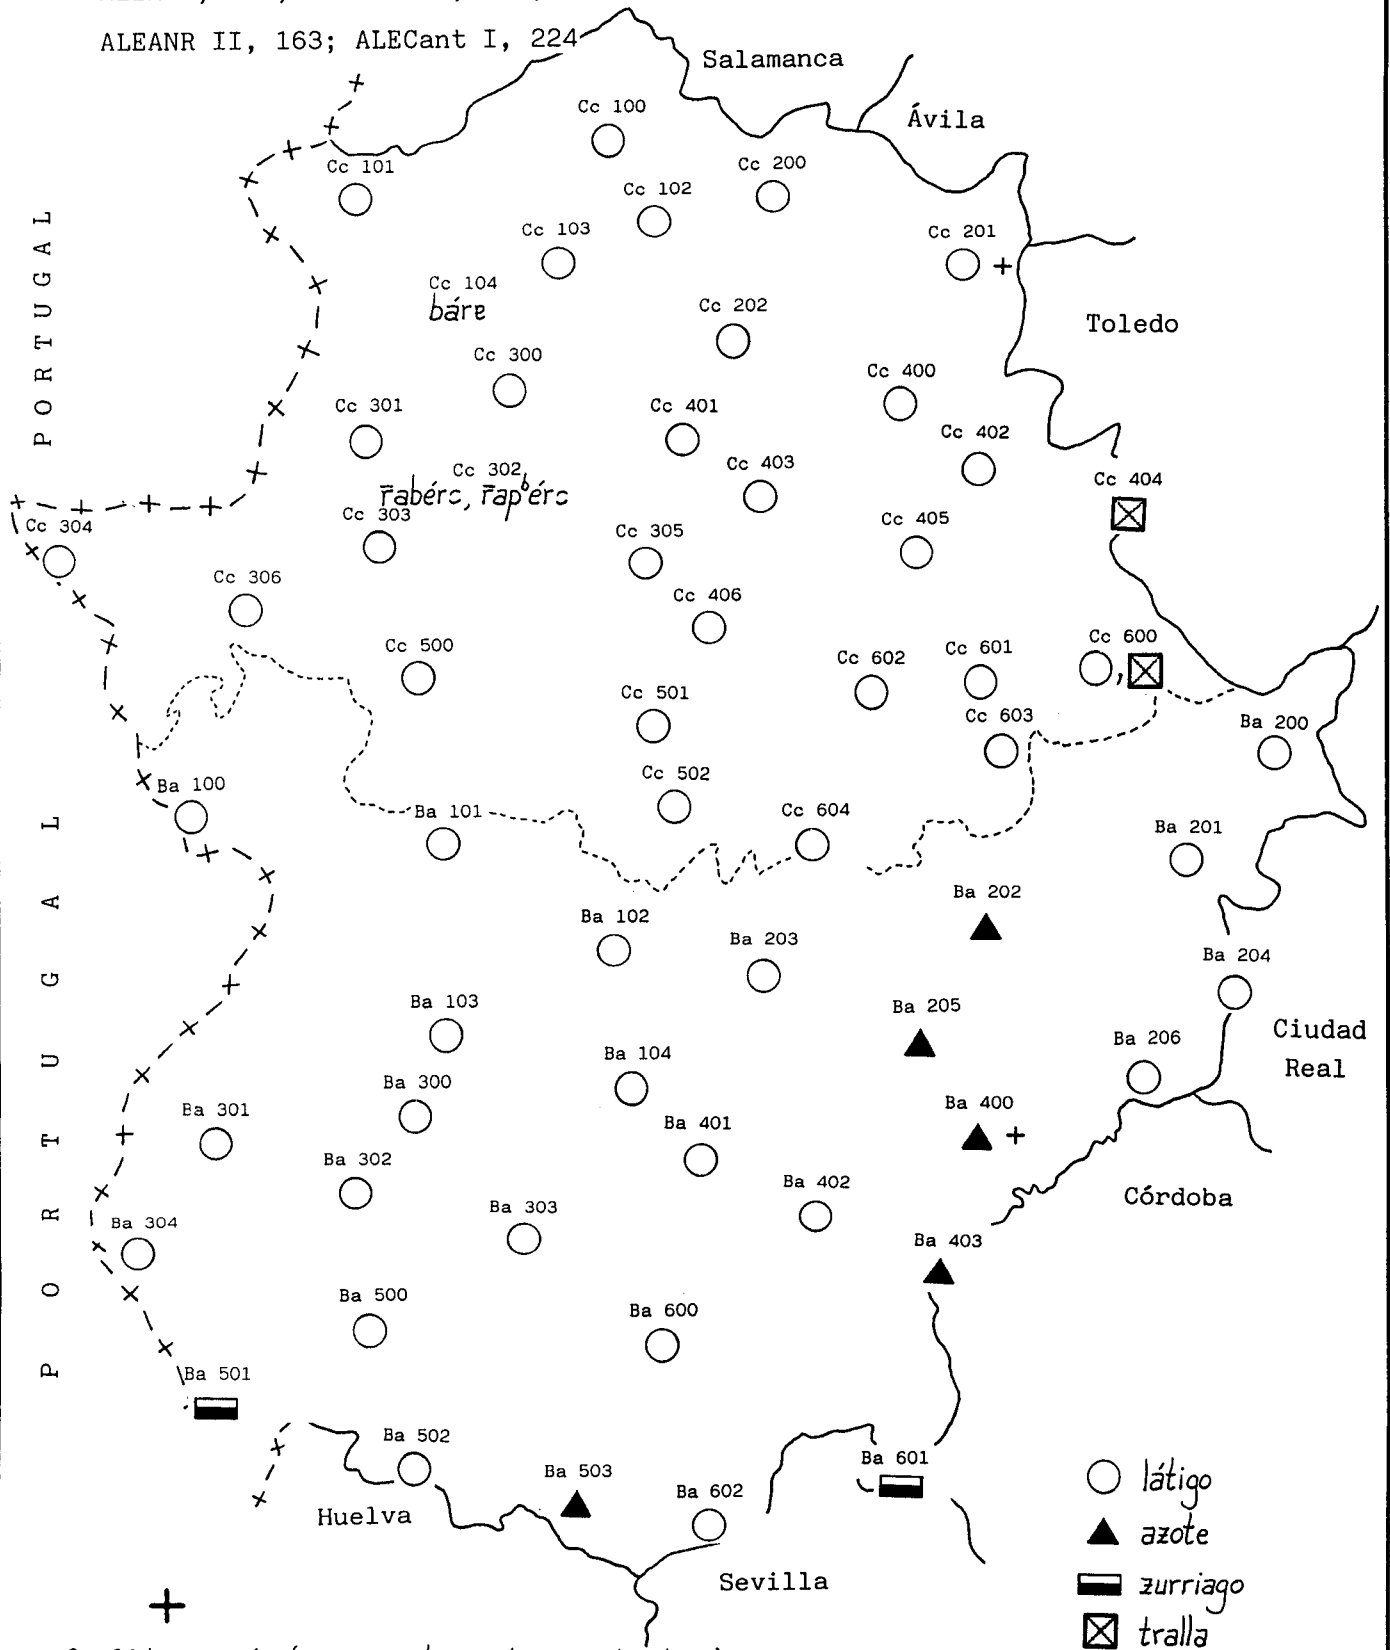 ALEANR II, 163; ALECant I, 224
Salamanca
Ávila
Cc 100
Cc 101
Cc 200
Cc 102
Cc 103
Cc 201
Cc 104
báre
Cc 202
Toledo
PORTUGAL
Cc 300
Cc 400
Cc 301
Cc 401
Cc 402
Cc 403
Cc 302
Cc 404
Cc 303
Cc 304
Cc 305
Cc 405
Cc 306
Cc 406
Cc 500
Cc 602
Cc 601
Cc 600
,
Cc 501
Cc 603
Ba 200
Cc 502
Ba 100
Ba 101
Cc 604
Ba 201
PORTUGAL
Ba 202
Ba 102
Ba 203
Ba 204
Ba 103
Ba 205
Ciudad
Real
Ba 104
Ba 206
Ba 300
Ba 301
Ba 400
Ba 401
Ba 302
Ba 402
Córdoba
Ba 303
Ba 304
Ba 403
Ba 500
Ba 600
Ba 501
Ba 502
Ba 503
Ba 601
Ba 602
Huelva
Sevilla
látigo
azote
zurriago
tralla